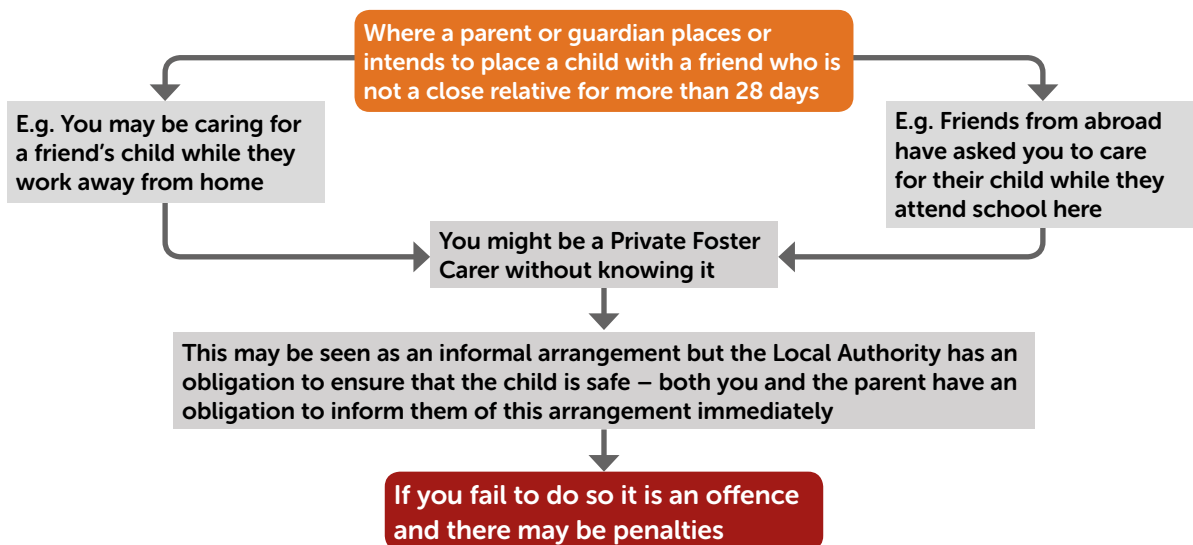 Where a parent or guardian places or
intends to place a child with a friend who is
not a close relative for more than 28 days
E.g. You may be caring for
a friend's child while they
work away from home
E.g. Friends from abroad
have asked you to care
for their child while they
attend school here
You might be a Private Foster
Carer without knowing it
This may be seen as an informal arrangement but the Local Authority has an
obligation to ensure that the child is safe – both you and the parent have an
obligation to inform them of this arrangement immediately
If you fail to do so it is an offence
and there may be penalties